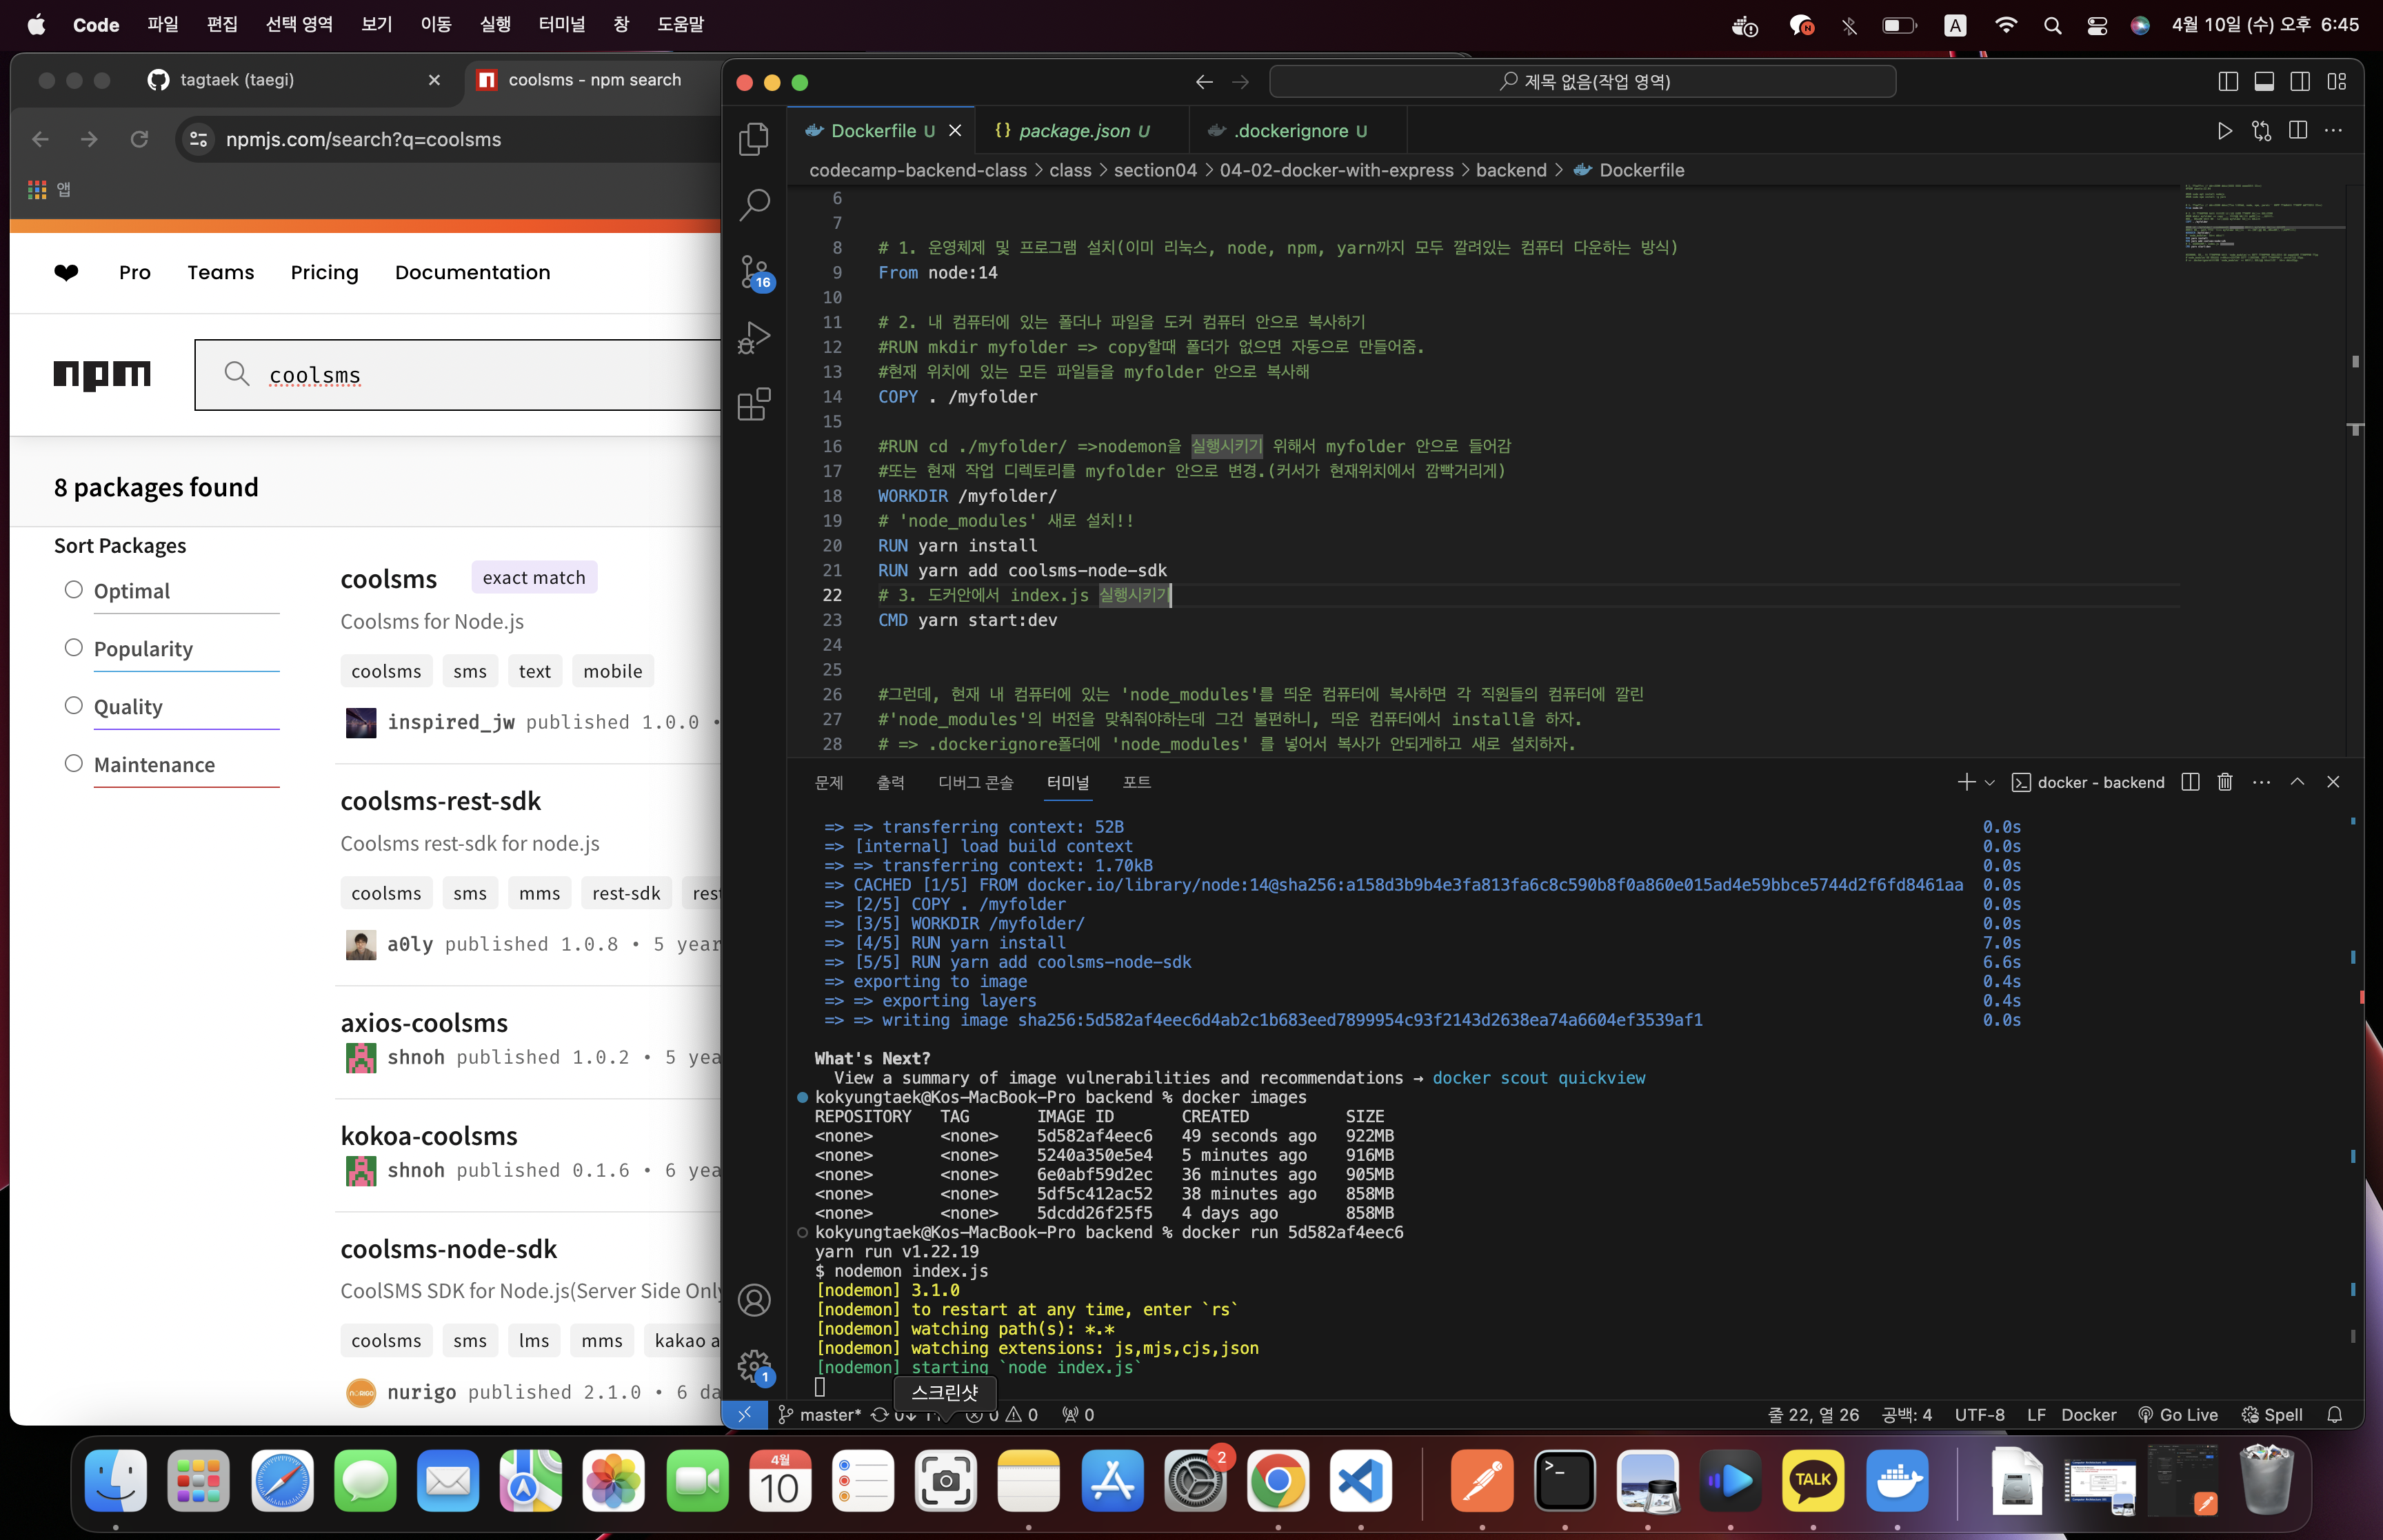 Code 파일 편집 선택 영역 보기 이동 실행 터미널 창 도움말
A 4월 10일 (수) 오후 6:45
tagtaek (taegi)
coolsms - npm search
npmjs.com/search?q=coolsms
앱
Pro Teams Pricing Documentation
npm
coolsms
8 packages found
Sort Packages
Optimal
Popularity
Quality
Maintenance
coolsms exact match
Coolsms for Node.js
coolsms sms text mobile
inspired_jw published 1.0.0 •
coolsms-rest-sdk
Coolsms rest-sdk for node.js
coolsms sms mms rest-sdk rest
a0ly published 1.0.8 • 5 year
axios-coolsms
shnoh published 1.0.2 • 5 yea
kokoa-coolsms
shnoh published 0.1.6 • 6 yea
coolsms-node-sdk
CoolSMS SDK for Node.js(Server Side Only
coolsms sms lms mms kakao a
nurigo published 2.1.0 • 6 da
제목 없음(작업 영역)
Dockerfile U
package.json U
.dockerignore U
codecamp-backend-class > class > section04 > 04-02-docker-with-express > backend > Dockerfile
16
6
7
8 # 1. 운영체제 및 프로그램 설치(이미 리눅스, node, npm, yarn까지 모두 깔려있는 컴퓨터 다운하는 방식)
9 From node:14
10
11 # 2. 내 컴퓨터에 있는 폴더나 파일을 도커 컴퓨터 안으로 복사하기
12 #RUN mkdir myfolder => copy할때 폴더가 없으면 자동으로 만들어줌.
13 #현재 위치에 있는 모든 파일들을 myfolder 안으로 복사해
14 COPY . /myfolder
15
16 #RUN cd ./myfolder/ =>nodemon을 실행시키기 위해서 myfolder 안으로 들어감
17 #또는 현재 작업 디렉토리를 myfolder 안으로 변경.(커서가 현재위치에서 깜빡거리게)
18 WORKDIR /myfolder/
19 # 'node_modules' 새로 설치!!
20 RUN yarn install
21 RUN yarn add coolsms-node-sdk
22 # 3. 도커안에서 index.js 실행시키기
23 CMD yarn start:dev
24
25
26 #그런데, 현재 내 컴퓨터에 있는 'node_modules'를 띄운 컴퓨터에 복사하면 각 직원들의 컴퓨터에 깔린
27 #'node_modules'의 버전을 맞춰줘야하는데 그건 불편하니, 띄운 컴퓨터에서 install을 하자.
28 # => .dockerignore폴더에 'node_modules' 를 넣어서 복사가 안되게하고 새로 설치하자.
문제 출력 디버그 콘솔 터미널 포트
docker - backend
=> => transferring context: 52B 0.0s
=> [internal] load build context 0.0s
=> => transferring context: 1.70kB 0.0s
=> CACHED [1/5] FROM docker.io/library/node:14@sha256:a158d3b9b4e3fa813fa6c8c590b8f0a860e015ad4e59bbce5744d2f6fd8461aa 0.0s
=> [2/5] COPY . /myfolder 0.0s
=> [3/5] WORKDIR /myfolder/ 0.0s
=> [4/5] RUN yarn install 7.0s
=> [5/5] RUN yarn add coolsms-node-sdk 6.6s
=> exporting to image 0.4s
=> => exporting layers 0.4s
=> => writing image sha256:5d582af4eec6d4ab2c1b683eed7899954c93f2143d2638ea74a6604ef3539af1 0.0s
What's Next?
View a summary of image vulnerabilities and recommendations → docker scout quickview
kokyungtaek@Kos-MacBook-Pro backend % docker images
REPOSITORY TAG IMAGE ID CREATED SIZE
<none> <none> 5d582af4eec6 49 seconds ago 922MB
<none> <none> 5240a350e5e4 5 minutes ago 916MB
<none> <none> 6e0abf59d2ec 36 minutes ago 905MB
<none> <none> 5df5c412ac52 38 minutes ago 858MB
<none> <none> 5dcdd26f25f5 4 days ago 858MB
kokyungtaek@Kos-MacBook-Pro backend % docker run 5d582af4eec6
yarn run v1.22.19
$ nodemon index.js
[nodemon] 3.1.0
[nodemon] to restart at any time, enter `rs`
[nodemon] watching path(s): *.*
[nodemon] watching extensions: js,mjs,cjs,json
[nodemon] starting `node index.js`
1
스크린샷
master* 0 0 0
줄 22, 열 26 공백: 4 UTF-8 LF Docker Go Live Spell
4월
10
2
TALK